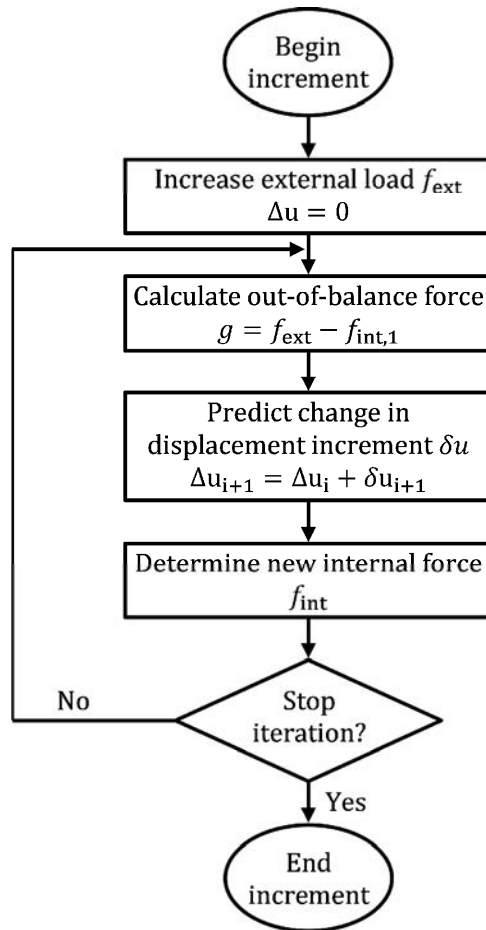 Begin
increment
Increase external load f_ext
Δu = 0
Calculate out-of-balance force
g = f_ext − f_int,1
Predict change in
displacement increment δu
Δu_i+1 = Δu_i + δu_i+1
Determine new internal force
f_int
No
Stop
iteration?
Yes
End
increment